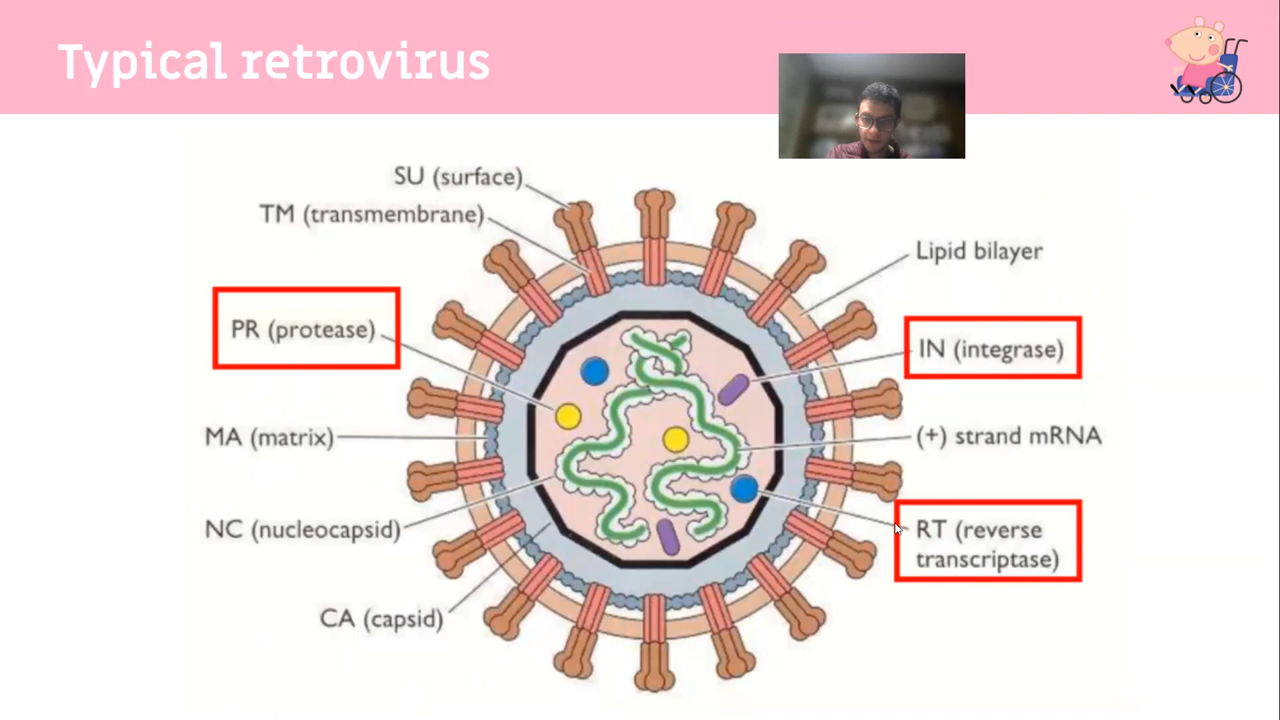 Typical retrovirus
SU (surface)
TM (transmembrane)
Lipid bilayer
PR (protease)
IN (integrase)
MA (matrix)
(+) strand mRNA
NC (nucleocapsid)
RT (reverse
transcriptase)
CA (capsid)